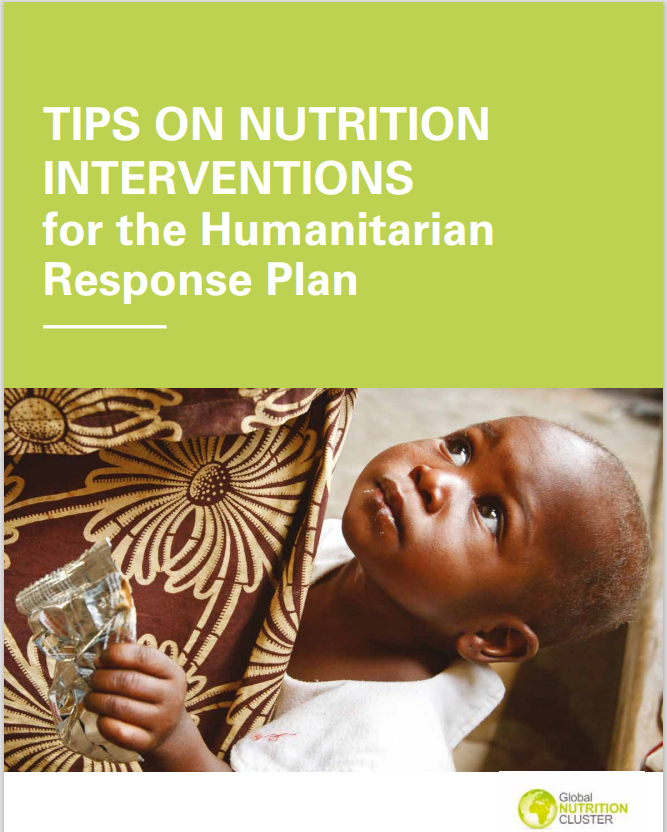 TIPS ON NUTRITION
INTERVENTIONS
for the Humanitarian
Response Plan
Global
NUTRITION
CLUSTER